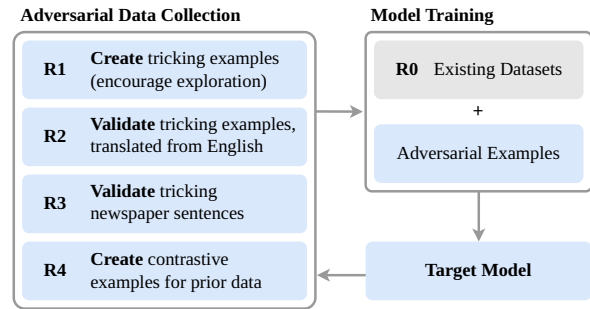 Adversarial Data Collection
R1 Create tricking examples
(encourage exploration)
R2 Validate tricking examples,
translated from English
R3 Validate tricking
newspaper sentences
R4 Create contrastive
examples for prior data
Model Training
R0 Existing Datasets
+
Adversarial Examples
Target Model